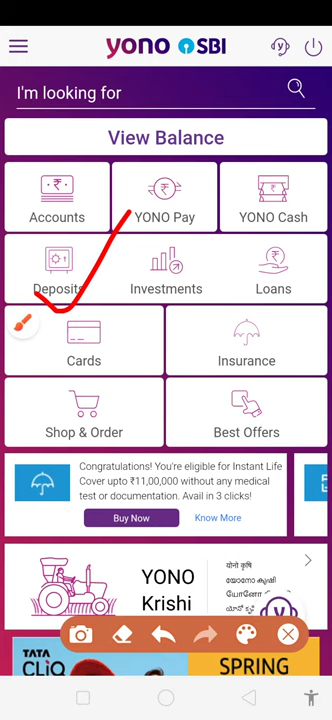 yono SBI
I'm looking for
View Balance
Accounts
YONO Pay
YONO Cash
Deposits
Investments
Loans
Cards
Insurance
Shop & Order
Best Offers
Congratulations! You're eligible for Instant Life
Cover upto ₹11,00,000 without any medical
test or documentation. Avail in 3 clicks!
Buy Now
Know More
YONO
Krishi
योनो कृषि
யோனோ க்ருஷி
TATA
CLiQ
SPRING